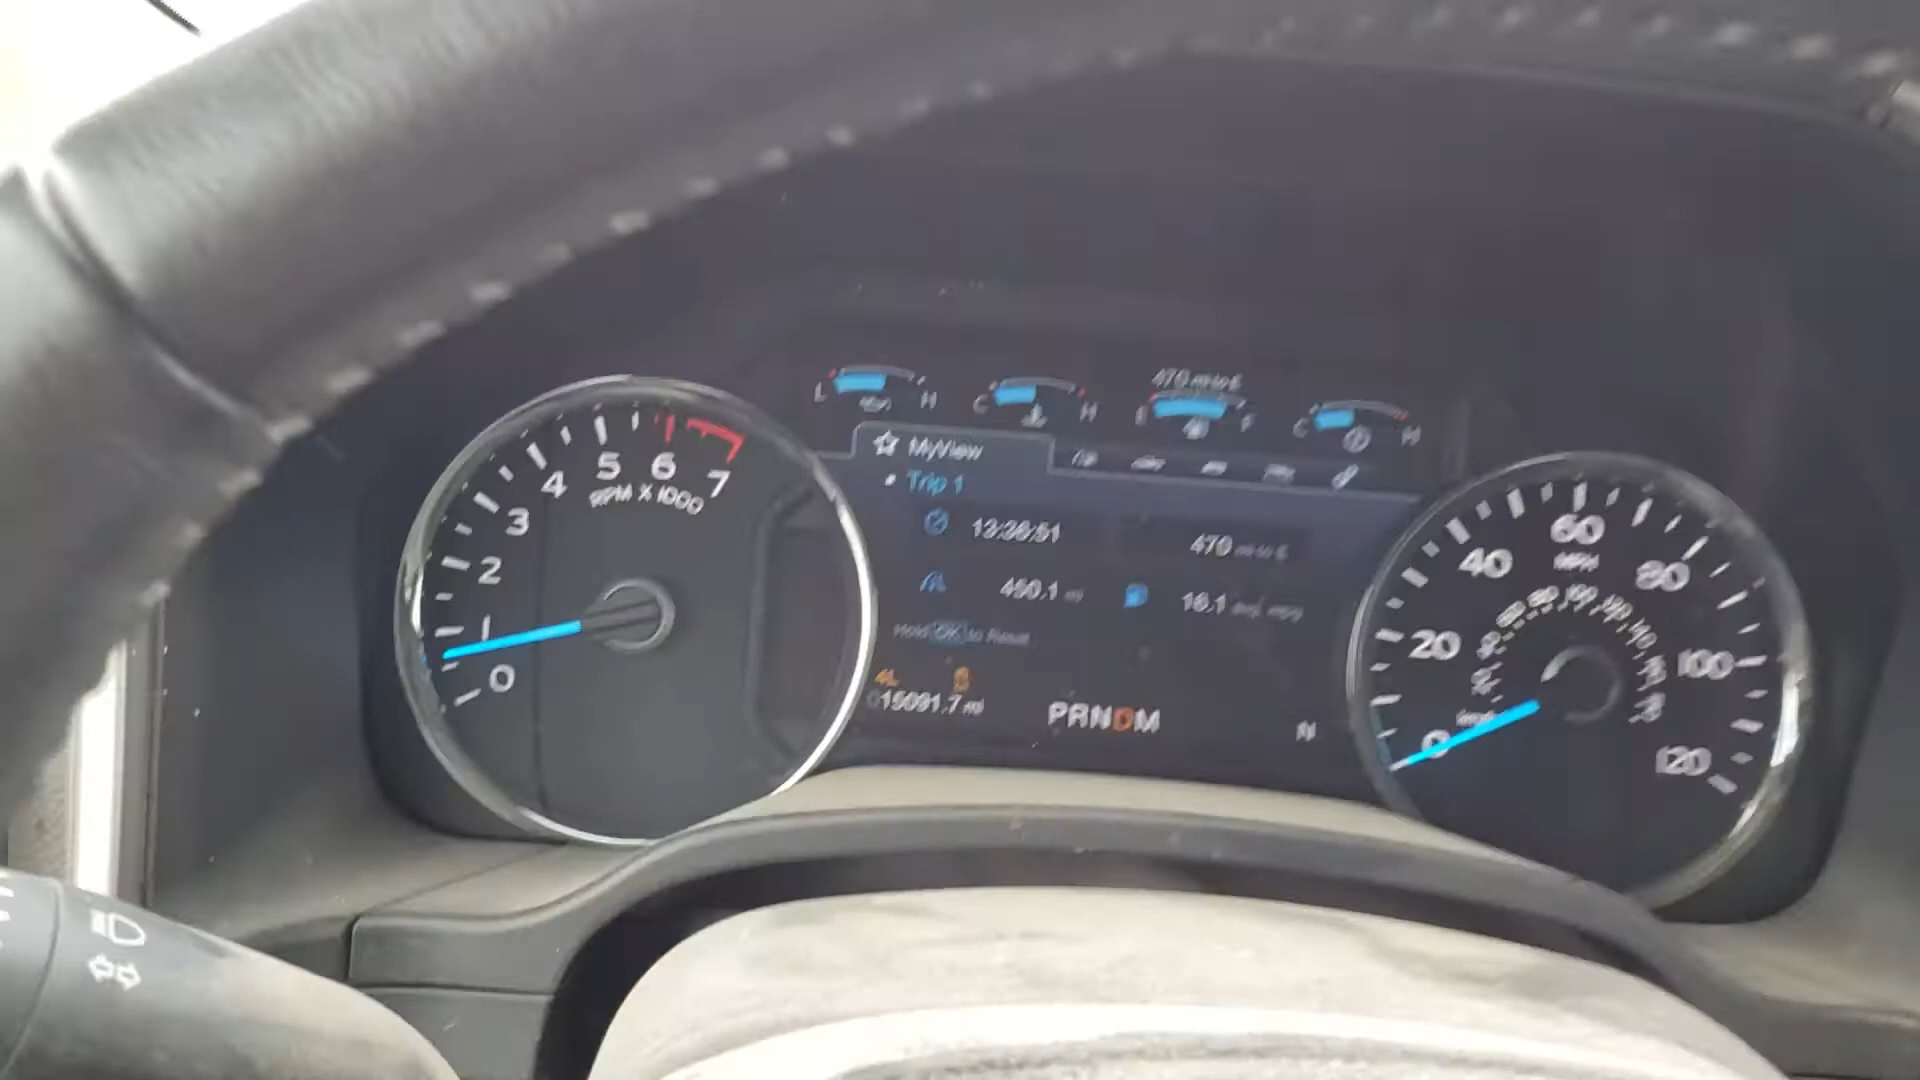 470 mi to E
L H
C H
E F
C H
MyView
Trip 1
13:36:51
470 mi to E
450.1 mi
16.1 avg mpg
Hold OK to Reset
4L
015091.7 mi
PRNDM
N
0
1
2
3
4
5
6
7
RPM X 1000
0
20
40
60
80
100
120
MPH
km/h